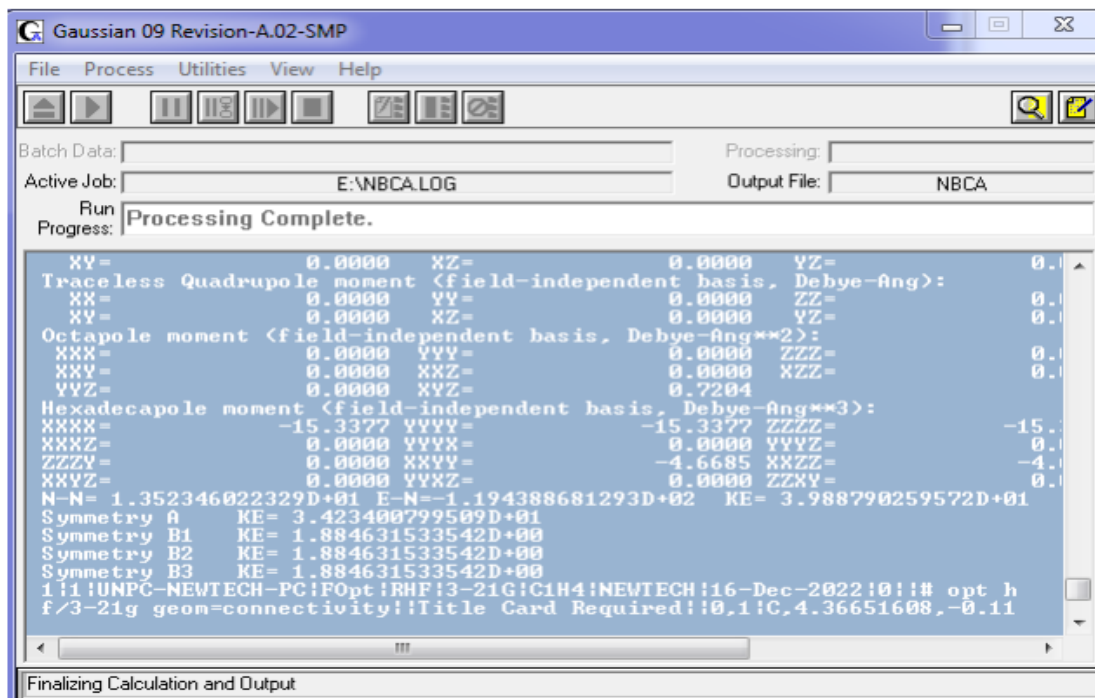 Gaussian 09 Revision-A.02-SMP
File Process Utilities View Help
Batch Data: Processing:
Active Job: E:\NBCA.LOG Output File: NBCA
Run Progress: Processing Complete.
XY= 0.0000 XZ= 0.0000 YZ= 0.
Traceless Quadrupole moment (field-independent basis, Debye-Ang):
XX= 0.0000 YY= 0.0000 ZZ= 0.
XY= 0.0000 XZ= 0.0000 YZ= 0.
Octapole moment (field-independent basis, Debye-Ang**2):
XXX= 0.0000 YYY= 0.0000 ZZZ= 0.
XXY= 0.0000 XXZ= 0.0000 XZZ= 0.
YYZ= 0.0000 XYZ= 0.7204
Hexadecapole moment (field-independent basis, Debye-Ang**3):
XXXX= -15.3377 YYYY= -15.3377 ZZZZ= -15.
XXXZ= 0.0000 YYYX= 0.0000 YYYZ= 0.
ZZZY= 0.0000 XXYY= -4.6685 XXZZ= -4.
XXYZ= 0.0000 YYXZ= 0.0000 ZZXY= 0.
N-N= 1.352346022329D+01 E-N=-1.194388681293D+02 KE= 3.988790259572D+01
Symmetry A KE= 3.423400799509D+01
Symmetry B1 KE= 1.884631533542D+00
Symmetry B2 KE= 1.884631533542D+00
Symmetry B3 KE= 1.884631533542D+00
1|1|UNPC-NEWTECH-PC|FOpt|RHF|3-21G|C1H4|NEWTECH|16-Dec-2022|0||# opt h
f/3-21g geom=connectivity||Title Card Required||0,1|C,4.36651608,-0.11
Finalizing Calculation and Output